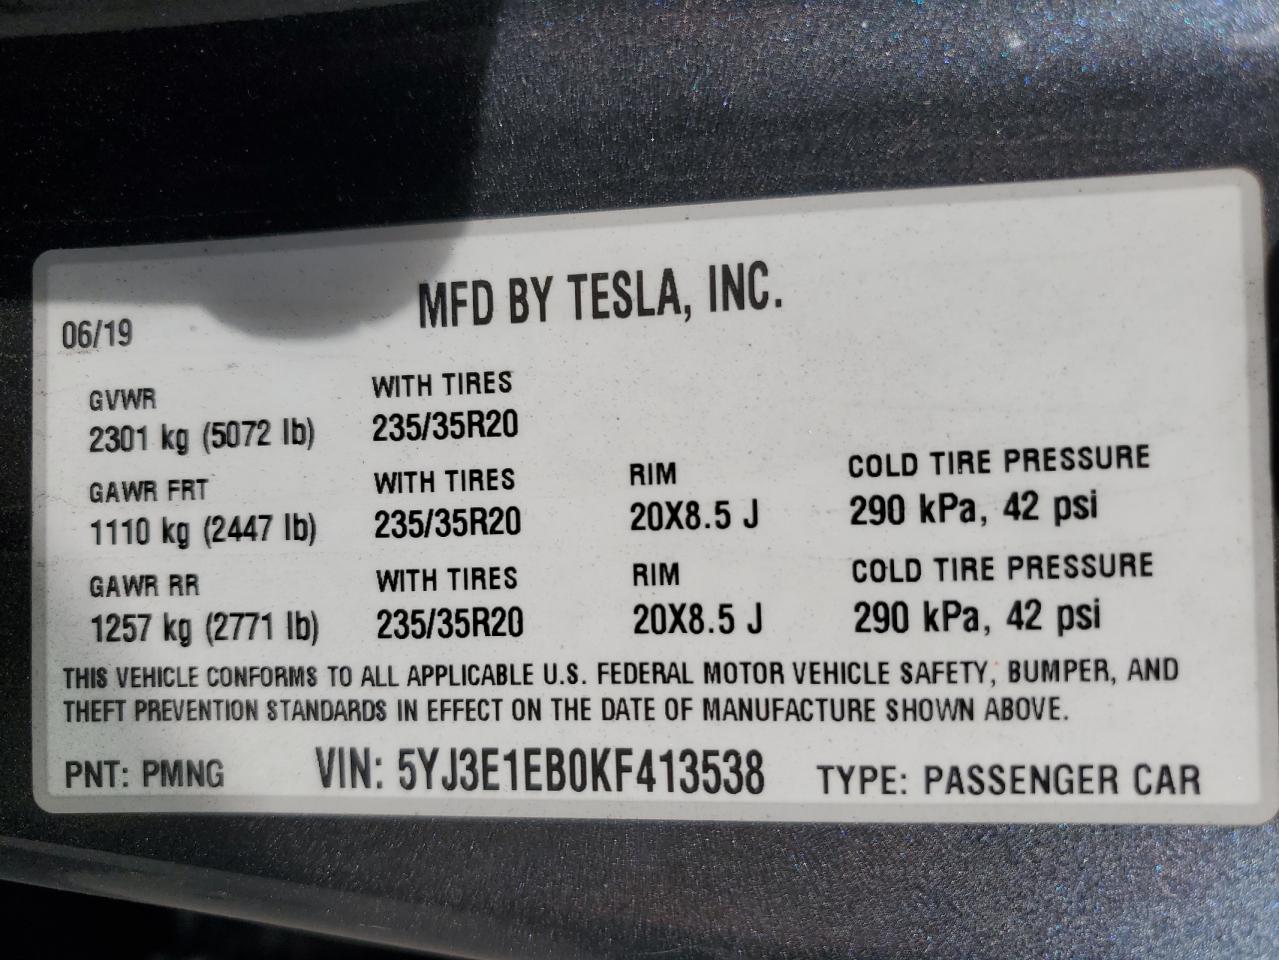 MFD BY TESLA, INC.
06/19
GVWR WITH TIRES
2301 kg (5072 lb) 235/35R20
GAWR FRT WITH TIRES RIM COLD TIRE PRESSURE
1110 kg (2447 lb) 235/35R20 20X8.5 J 290 kPa, 42 psi
GAWR RR WITH TIRES RIM COLD TIRE PRESSURE
1257 kg (2771 lb) 235/35R20 20X8.5 J 290 kPa, 42 psi
THIS VEHICLE CONFORMS TO ALL APPLICABLE U.S. FEDERAL MOTOR VEHICLE SAFETY, BUMPER, AND
THEFT PREVENTION STANDARDS IN EFFECT ON THE DATE OF MANUFACTURE SHOWN ABOVE.
PNT: PMNG VIN: 5YJ3E1EB0KF413538 TYPE: PASSENGER CAR